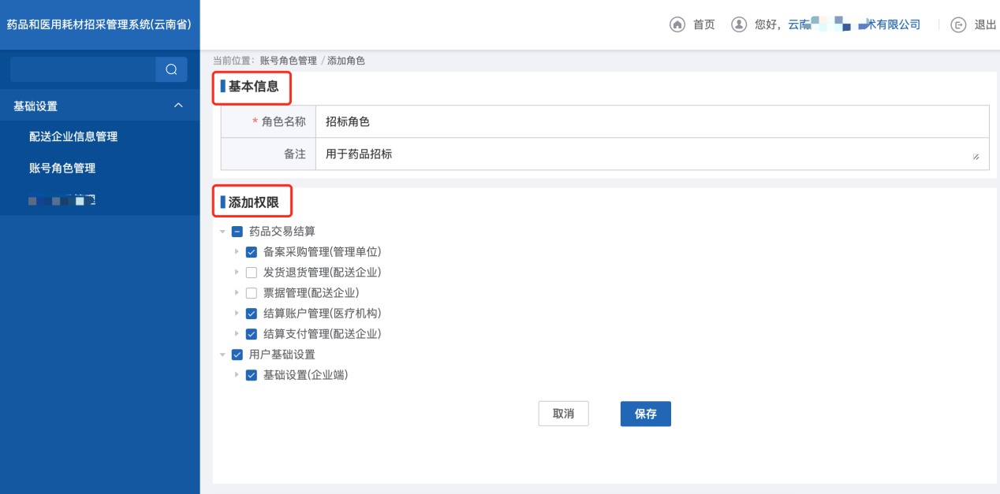 药品和医用耗材招采管理系统(云南省)
首页
您好，云南 术有限公司
退出
基础设置
配送企业信息管理
账号角色管理
管理
当前位置： 账号角色管理 / 添加角色
基本信息
* 角色名称 招标角色
备注 用于药品招标
添加权限
药品交易结算
备案采购管理(管理单位)
发货退货管理(配送企业)
票据管理(配送企业)
结算账户管理(医疗机构)
结算支付管理(配送企业)
用户基础设置
基础设置(企业端)
取消 保存